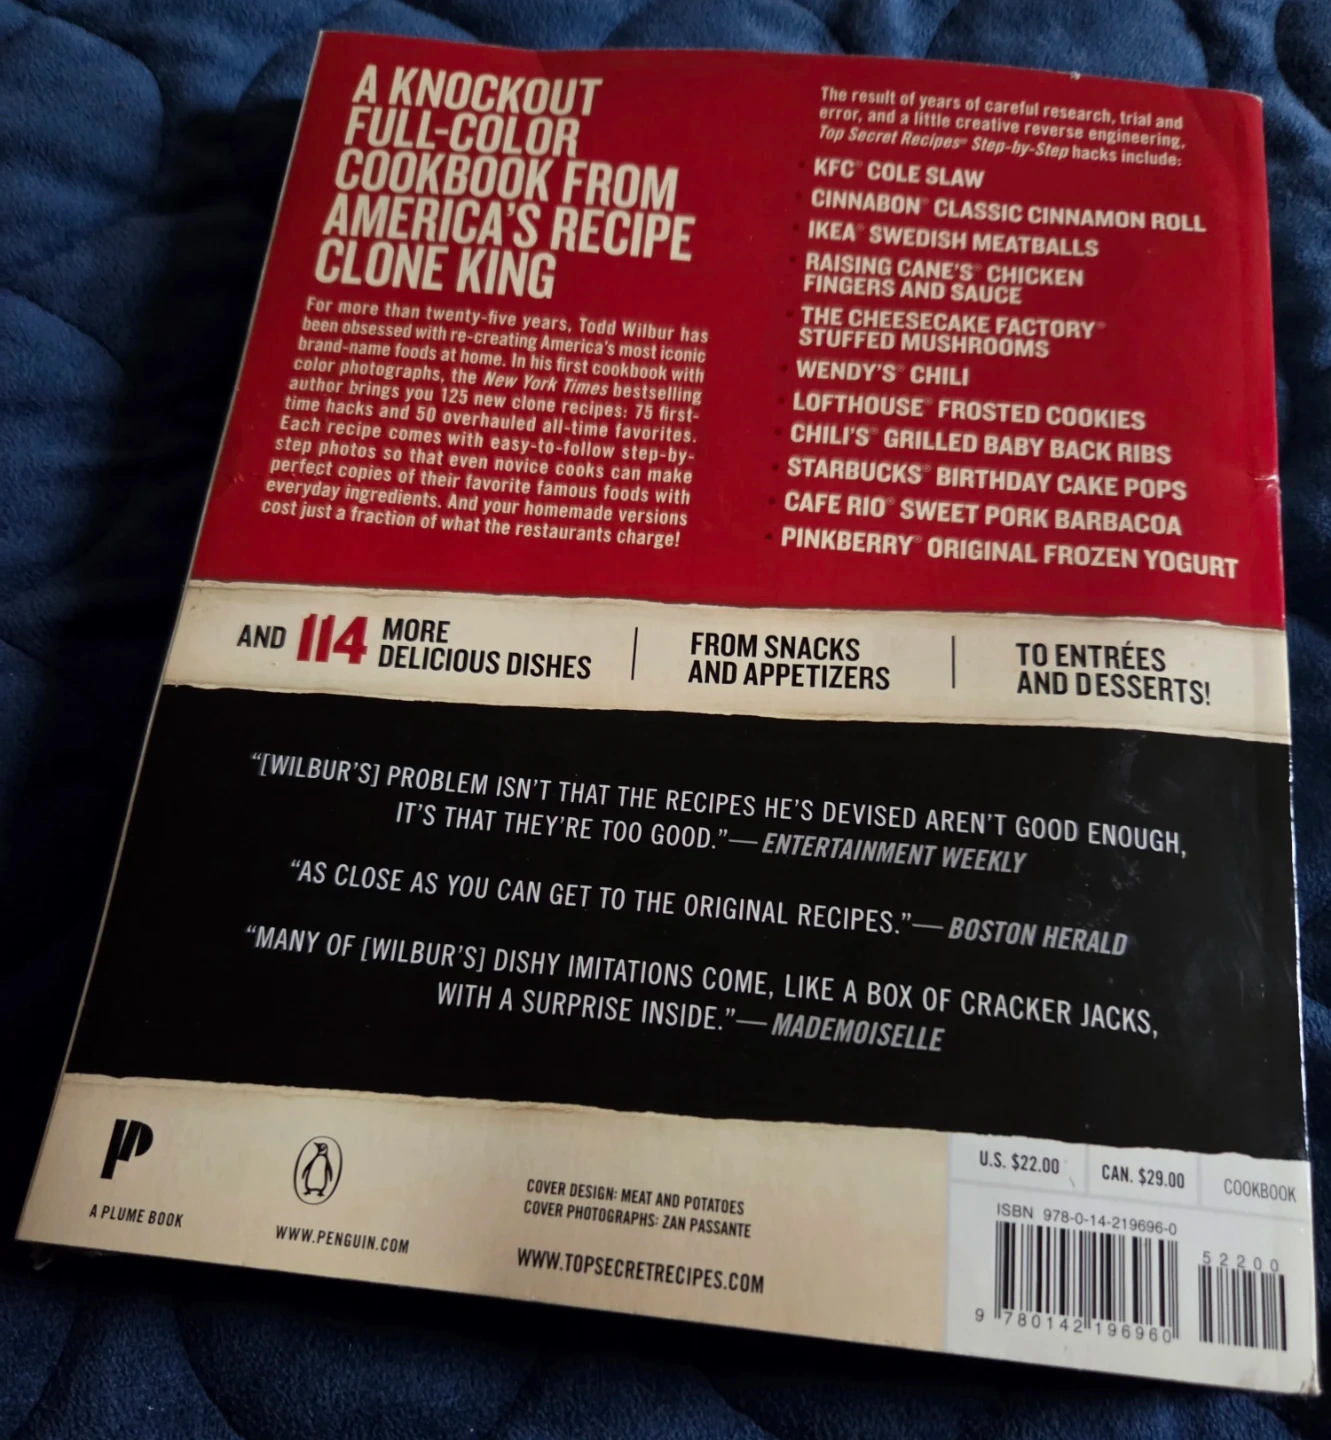 A KNOCKOUT
FULL-COLOR
COOKBOOK FROM
AMERICA'S RECIPE
CLONE KING
For more than twenty-five years, Todd Wilbur has
been obsessed with re-creating America's most iconic
brand-name foods at home. In his first cookbook with
color photographs, the New York Times bestselling
author brings you 125 new clone recipes: 75 first-
time hacks and 50 overhauled all-time favorites.
Each recipe comes with easy-to-follow step-by-
step photos so that even novice cooks can make
perfect copies of their favorite famous foods with
everyday ingredients. And your homemade versions
cost just a fraction of what the restaurants charge!
The result of years of careful research, trial and
error, and a little creative reverse engineering,
Top Secret Recipes® Step-by-Step hacks include:
• KFC® COLE SLAW
• CINNABON® CLASSIC CINNAMON ROLL
• IKEA® SWEDISH MEATBALLS
• RAISING CANE'S® CHICKEN
FINGERS AND SAUCE
• THE CHEESECAKE FACTORY®
STUFFED MUSHROOMS
• WENDY'S® CHILI
• LOFTHOUSE® FROSTED COOKIES
• CHILI'S® GRILLED BABY BACK RIBS
• STARBUCKS® BIRTHDAY CAKE POPS
• CAFE RIO® SWEET PORK BARBACOA
• PINKBERRY® ORIGINAL FROZEN YOGURT
AND 114 MORE
DELICIOUS DISHES
FROM SNACKS
AND APPETIZERS
TO ENTRÉES
AND DESSERTS!
"[WILBUR'S] PROBLEM ISN'T THAT THE RECIPES HE'S DEVISED AREN'T GOOD ENOUGH,
IT'S THAT THEY'RE TOO GOOD."—ENTERTAINMENT WEEKLY
"AS CLOSE AS YOU CAN GET TO THE ORIGINAL RECIPES."—BOSTON HERALD
"MANY OF [WILBUR'S] DISHY IMITATIONS COME, LIKE A BOX OF CRACKER JACKS,
WITH A SURPRISE INSIDE."—MADEMOISELLE
A PLUME BOOK
WWW.PENGUIN.COM
COVER DESIGN: MEAT AND POTATOES
COVER PHOTOGRAPHS: ZAN PASSANTE
WWW.TOPSECRETRECIPES.COM
U.S. $22.00
CAN. $29.00
COOKBOOK
ISBN 978-0-14-219696-0
52200
9 780142 196960